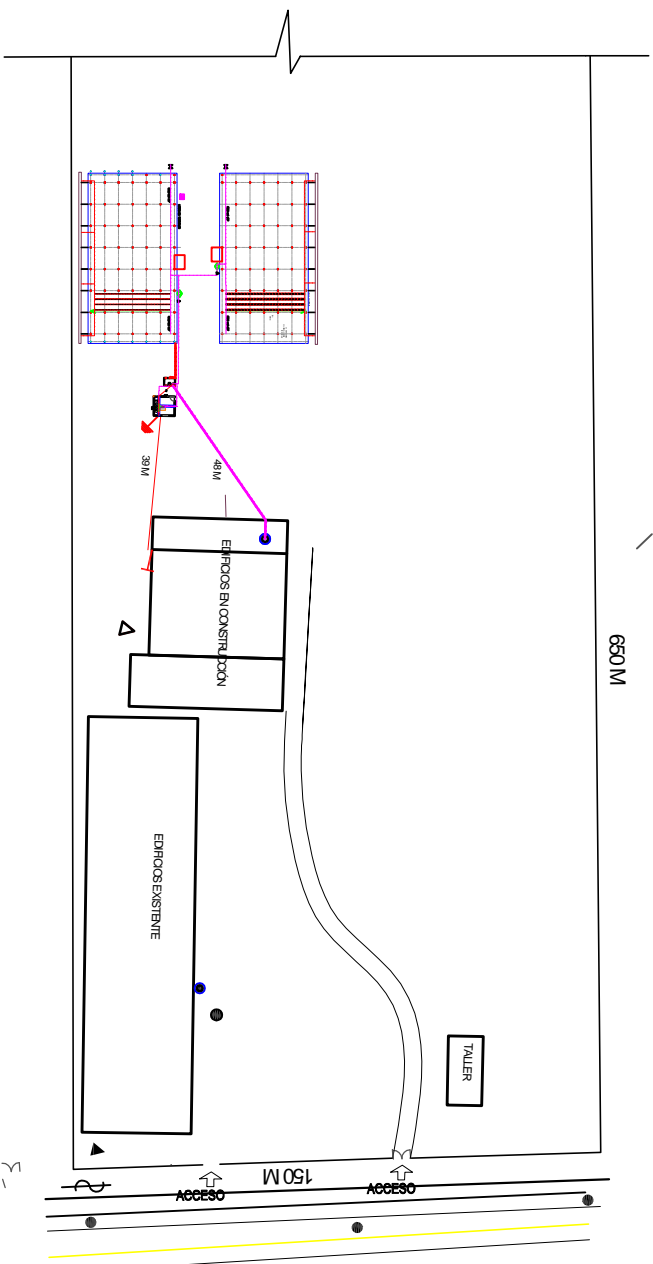 39 M
48 M
EDIFICIOS EN CONSTRUCCIÓN
650 M
EDIFICIOS EXISTENTE
TALLER
150 M
ACCESO
ACCESO